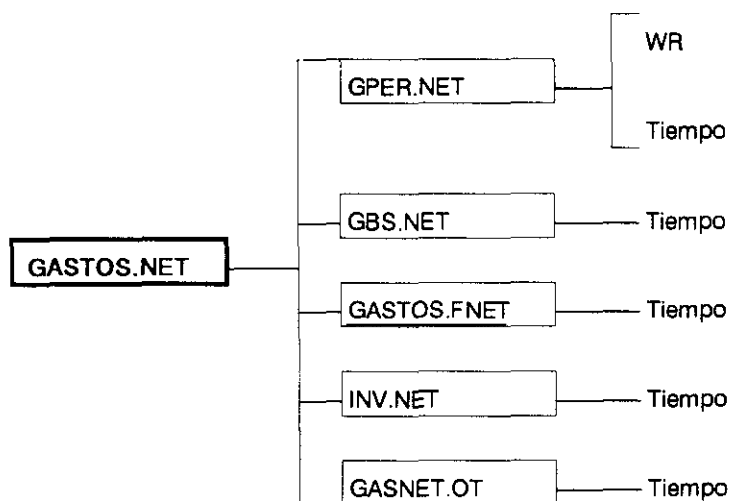 WR
GPER.NET
Tiempo
GBS.NET
Tiempo
GASTOS.NET
GASTOS.FNET
Tiempo
INV.NET
Tiempo
GASNET.OT
Tiempo